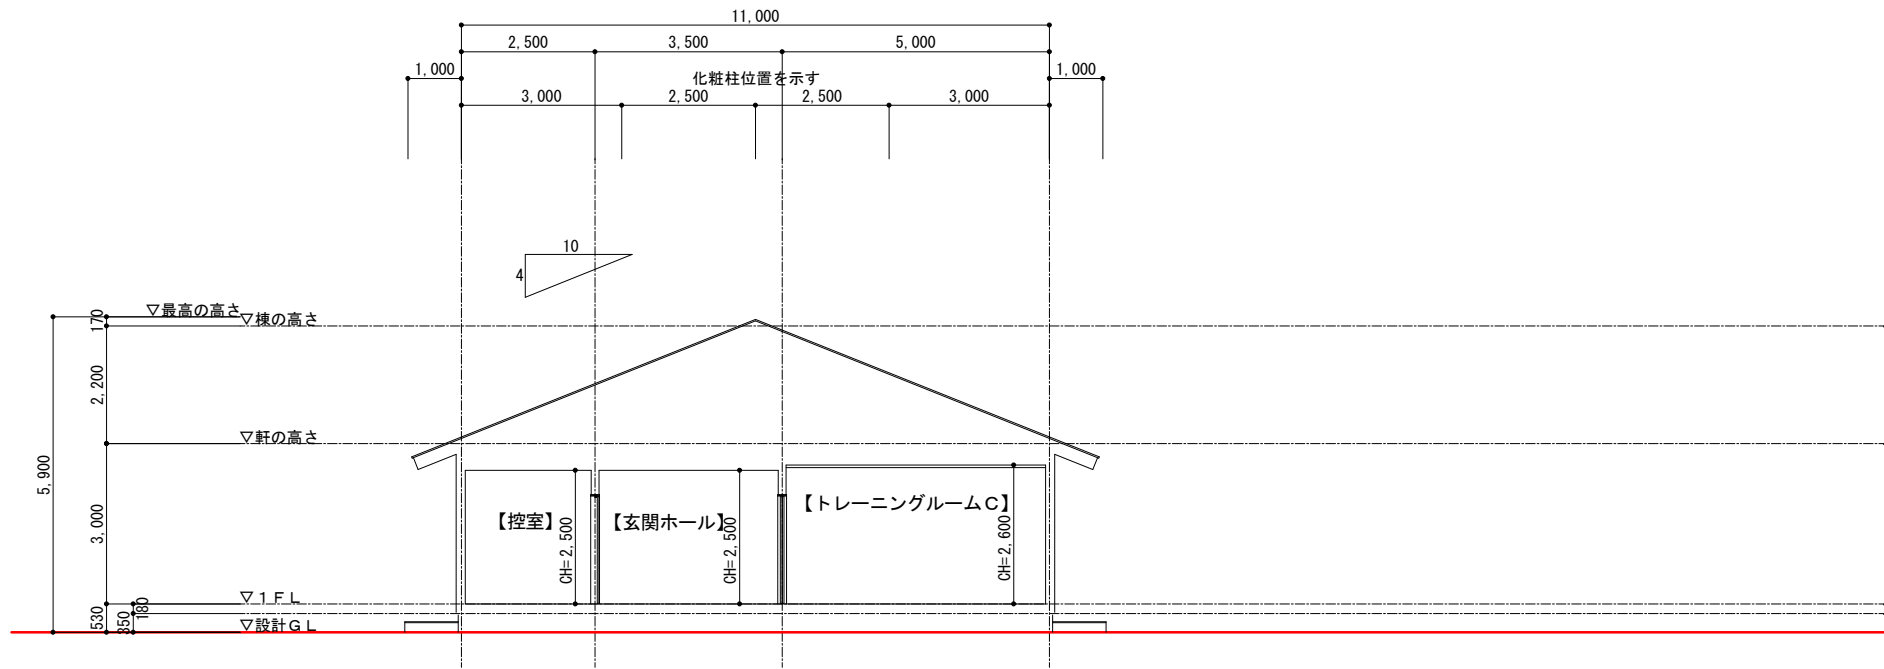 11,000
2,500
3,500
5,000
1,000
化粧柱位置を示す
1,000
3,000
2,500
2,500
3,000
10
4
▽最高の高さ
170
▽棟の高さ
2,200
▽軒の高さ
5,900
3,000
【控室】
CH=2,500
【玄関ホール】
CH=2,500
【トレーニングルームC】
CH=2,600
▽1FL
180
530
350
▽設計GL